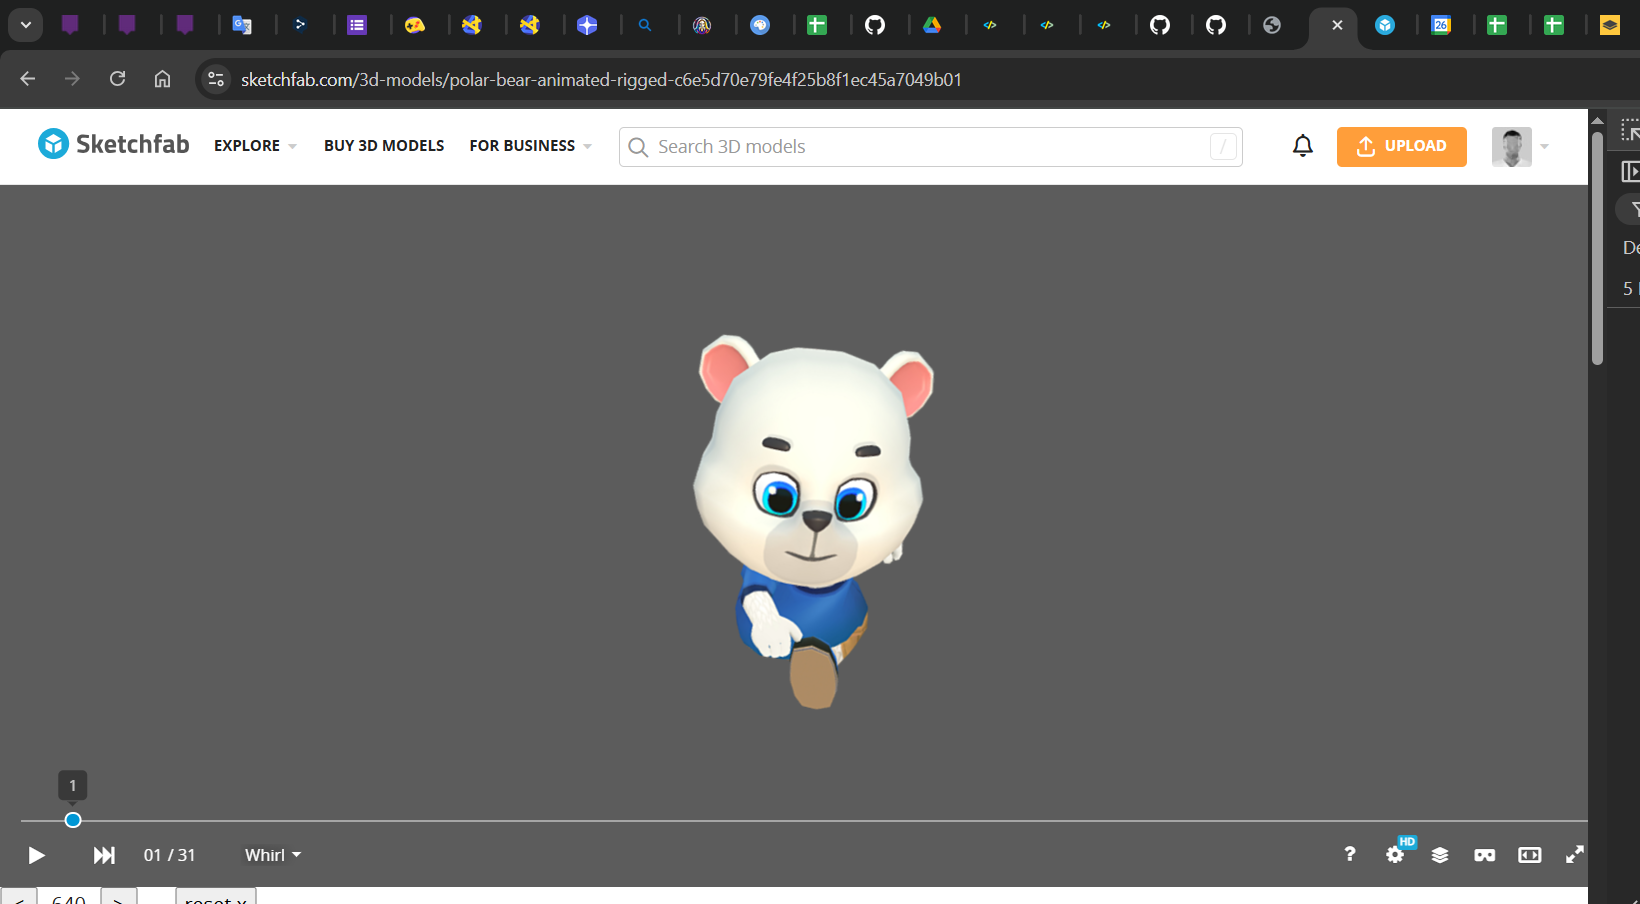 26
sketchfab.com/3d-models/polar-bear-animated-rigged-c6e5d70e79fe4f25b8f1ec45a7049b01
Sketchfab EXPLORE BUY 3D MODELS FOR BUSINESS Search 3D models / UPLOAD
De
5
1
01 / 31 Whirl ? HD
< 640 > reset x